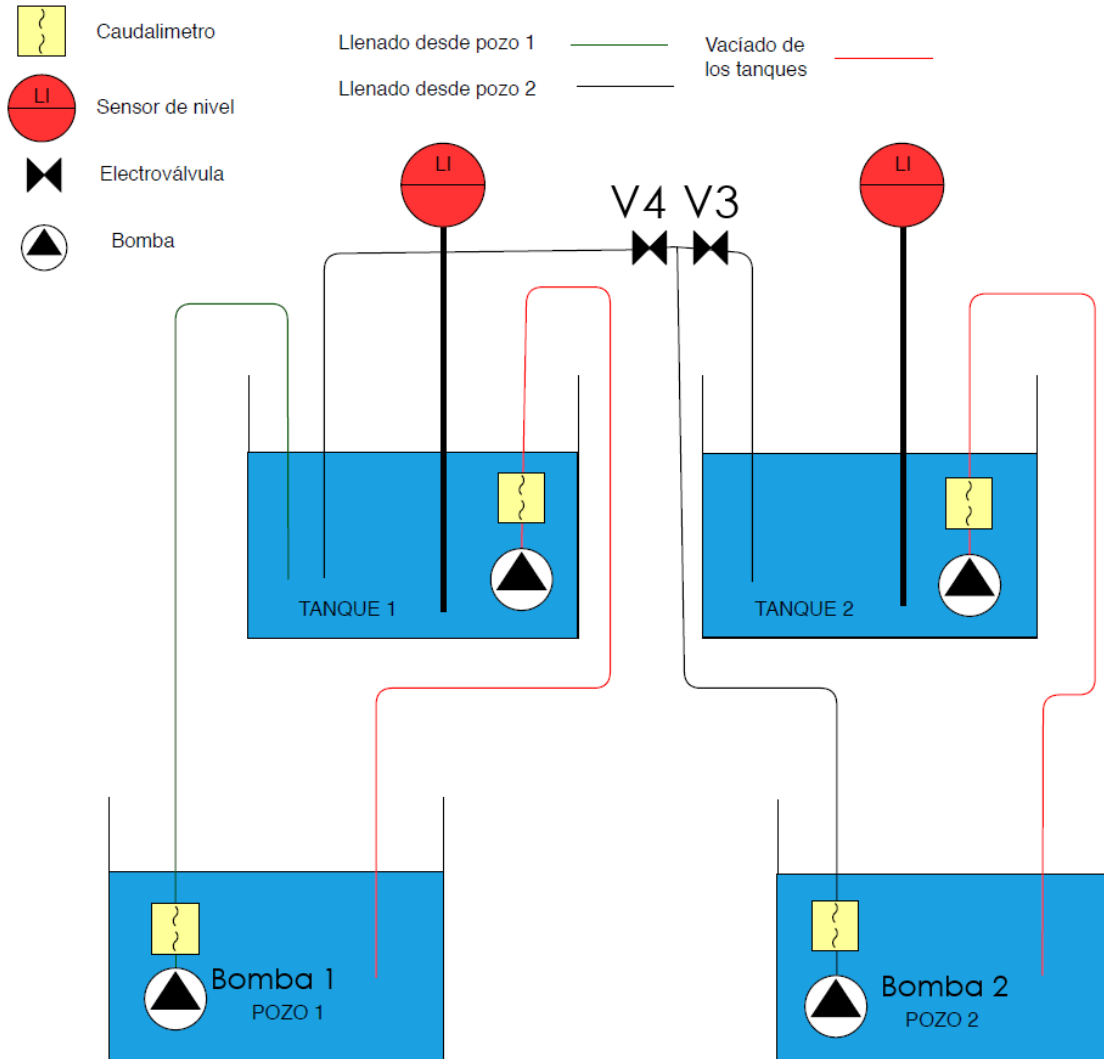 Caudalimetro
Llenado desde pozo 1
Vacíado de
los tanques
Llenado desde pozo 2
LI
Sensor de nivel
Electroválvula
Bomba
LI
LI
V4
V3
TANQUE 1
TANQUE 2
Bomba 1
POZO 1
Bomba 2
POZO 2